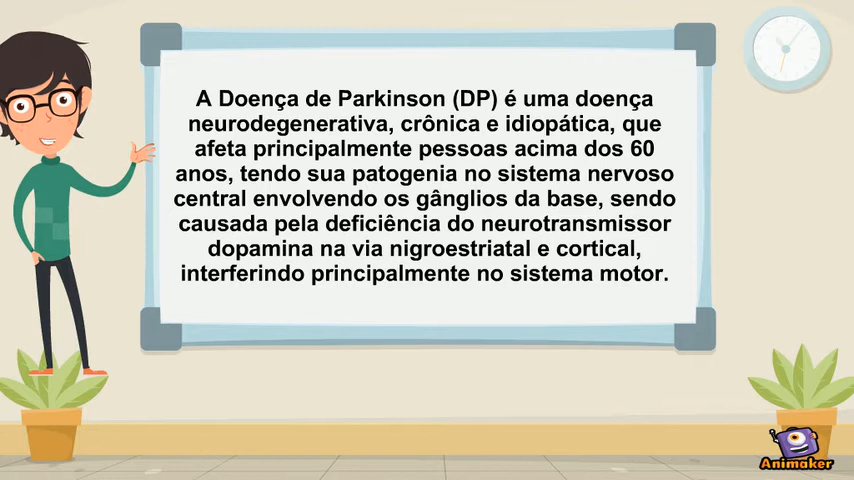 A Doença de Parkinson (DP) é uma doença
neurodegenerativa, crônica e idiopática, que
afeta principalmente pessoas acima dos 60
anos, tendo sua patogenia no sistema nervoso
central envolvendo os gânglios da base, sendo
causada pela deficiência do neurotransmissor
dopamina na via nigroestriatal e cortical,
interferindo principalmente no sistema motor.
Animaker